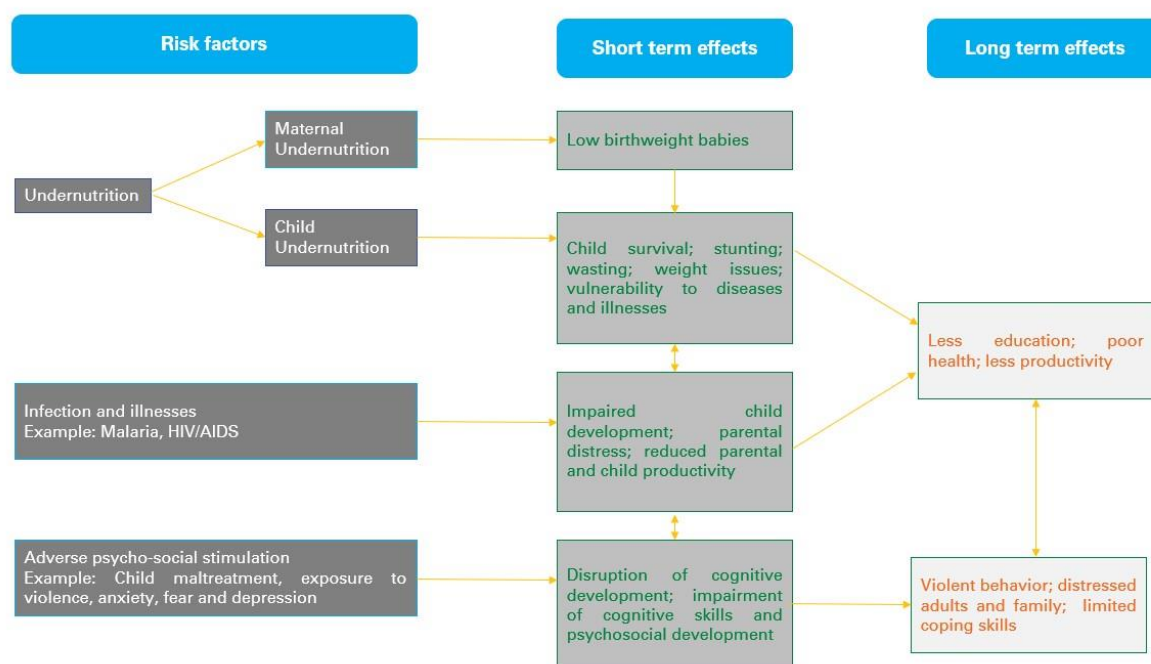 Risk factors
Short term effects
Long term effects
Maternal
Undernutrition
Low birthweight babies
Undernutrition
Child
Undernutrition
Child survival; stunting;
wasting; weight issues;
vulnerability to diseases
and illnesses
Less education; poor
health; less productivity
Infection and illnesses
Example: Malaria, HIV/AIDS
Impaired child
development; parental
distress; reduced parental
and child productivity
Adverse psycho-social stimulation
Example: Child maltreatment, exposure to
violence, anxiety, fear and depression
Disruption of cognitive
development; impairment
of cognitive skills and
psychosocial development
Violent behavior; distressed
adults and family; limited
coping skills